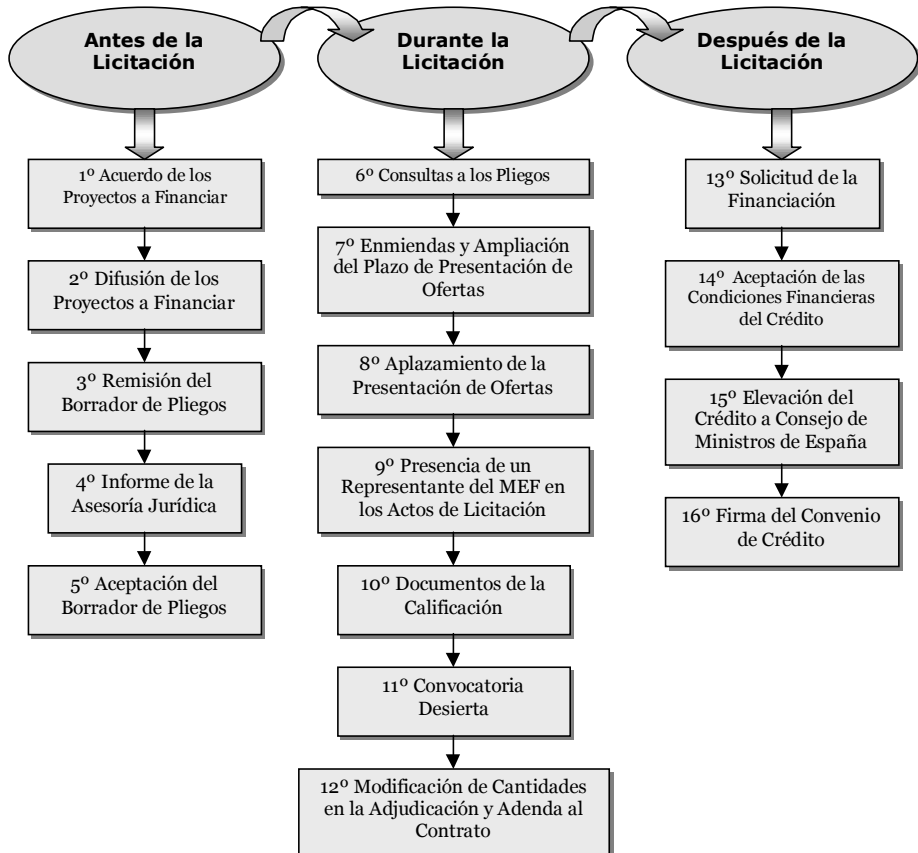 Antes de la
Licitación
Durante la
Licitación
Después de la
Licitación
1º Acuerdo de los
Proyectos a Financiar
2º Difusión de los
Proyectos a Financiar
3º Remisión del
Borrador de Pliegos
4º Informe de la
Asesoría Jurídica
5º Aceptación del
Borrador de Pliegos
6º Consultas a los Pliegos
7º Enmiendas y Ampliación
del Plazo de Presentación de
Ofertas
8º Aplazamiento de la
Presentación de Ofertas
9º Presencia de un
Representante del MEF en
los Actos de Licitación
10º Documentos de la
Calificación
11º Convocatoria
Desierta
12º Modificación de Cantidades
en la Adjudicación y Adenda al
Contrato
13º Solicitud de la
Financiación
14º Aceptación de las
Condiciones Financieras
del Crédito
15º Elevación del
Crédito a Consejo de
Ministros de España
16º Firma del Convenio
de Crédito